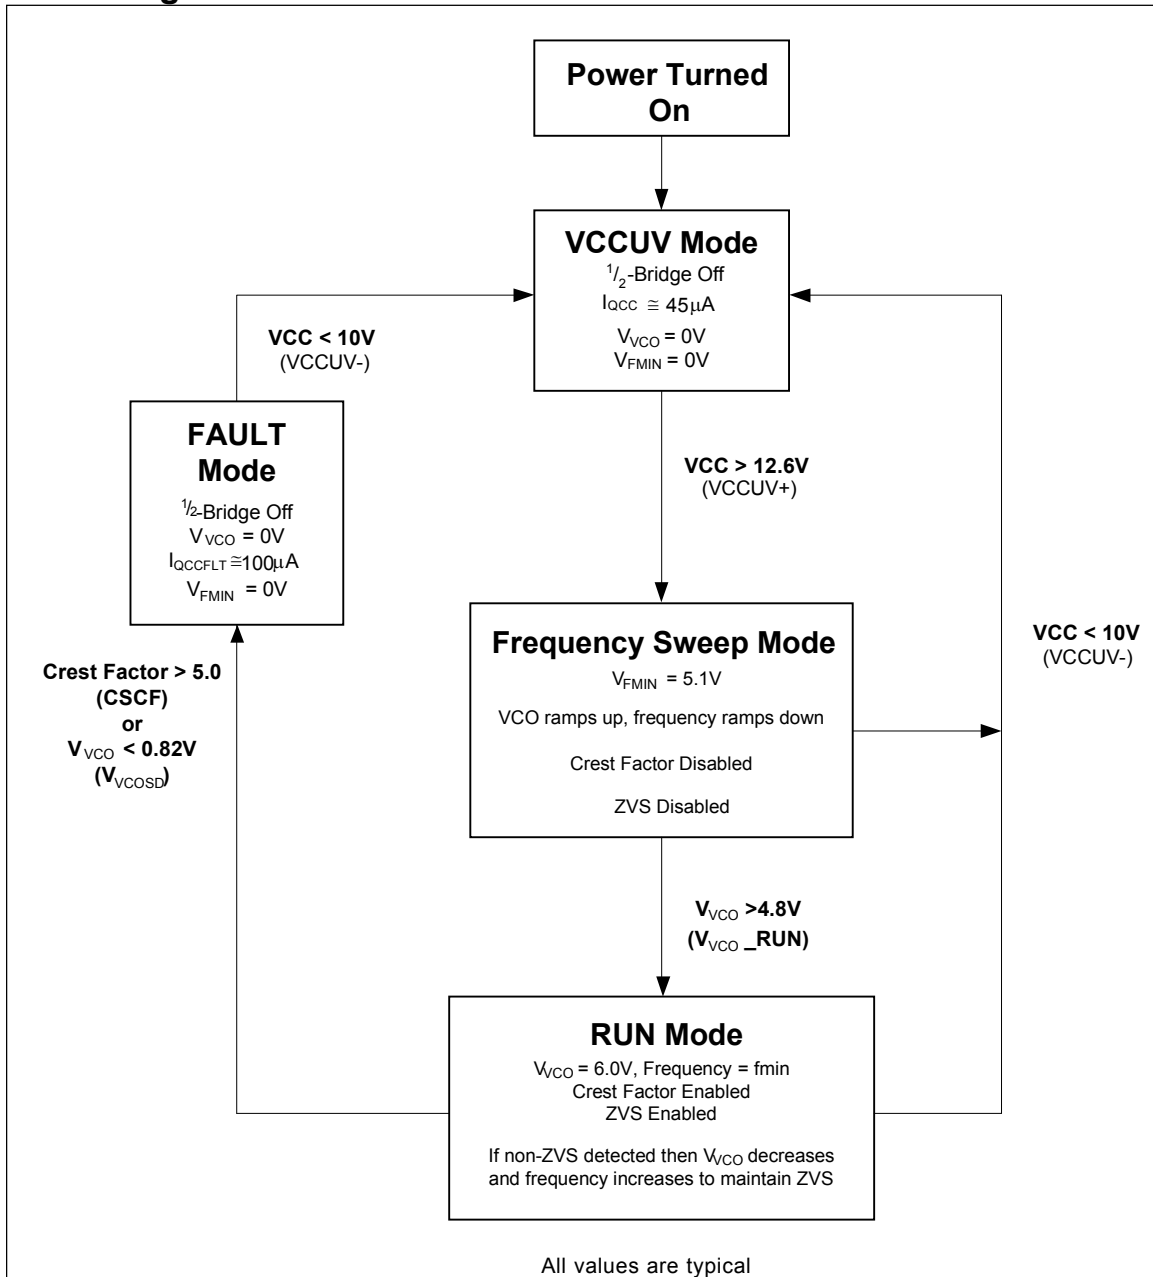 Power Turned
On
VCCUV Mode
1/2-Bridge Off
IQCC ≅ 45μA
VVCO = 0V
VFMIN = 0V
VCC < 10V
(VCCUV-)
FAULT
Mode
1/2-Bridge Off
VVCO = 0V
IQCCFLT ≅ 100μA
VFMIN = 0V
VCC > 12.6V
(VCCUV+)
Frequency Sweep Mode
VFMIN = 5.1V
VCO ramps up, frequency ramps down
Crest Factor Disabled
ZVS Disabled
VCC < 10V
(VCCUV-)
Crest Factor > 5.0
(CSCF)
or
VVCO < 0.82V
(VVCOSD)
VVCO >4.8V
(VVCO _RUN)
RUN Mode
VVCO = 6.0V, Frequency = fmin
Crest Factor Enabled
ZVS Enabled
If non-ZVS detected then VVCO decreases
and frequency increases to maintain ZVS
All values are typical